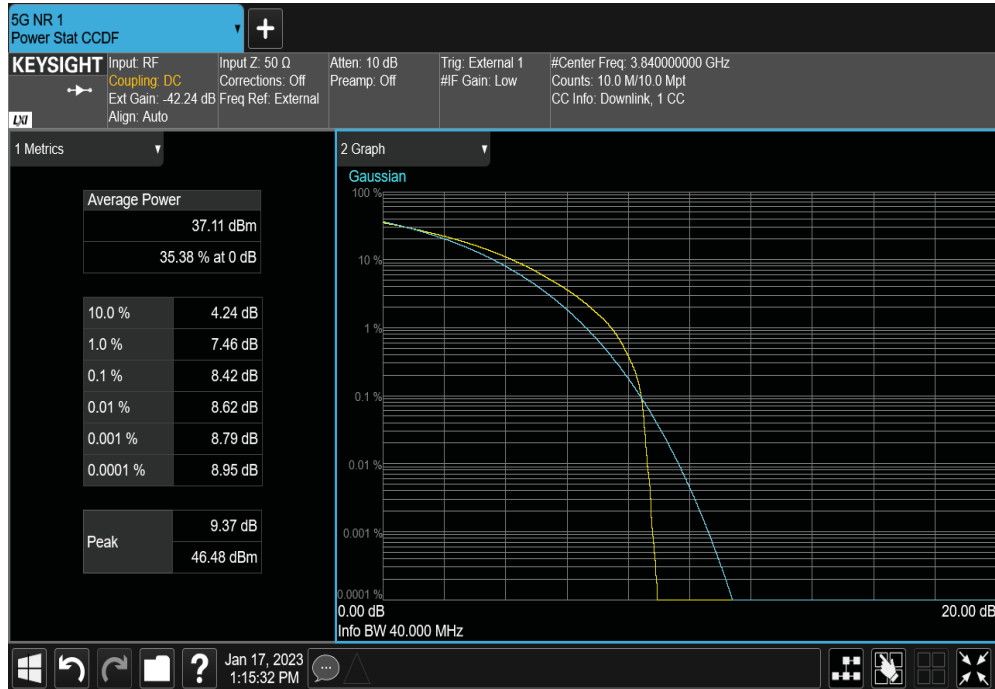 5G NR 1
Power Stat CCDF
KEYSIGHT
LXI
Input: RF
Coupling: DC
Ext Gain: -42.24 dB
Align: Auto
Input Z: 50 Ω
Corrections: Off
Freq Ref: External
Atten: 10 dB
Preamp: Off
Trig: External 1
#IF Gain: Low
#Center Freq: 3.840000000 GHz
Counts: 10.0 M/10.0 Mpt
CC Info: Downlink, 1 CC
1 Metrics
Average Power
37.11 dBm
35.38 % at 0 dB
10.0 % 4.24 dB
1.0 % 7.46 dB
0.1 % 8.42 dB
0.01 % 8.62 dB
0.001 % 8.79 dB
0.0001 % 8.95 dB
Peak
9.37 dB
46.48 dBm
2 Graph
Gaussian
100 %
10 %
1 %
0.1 %
0.01 %
0.001 %
0.0001 %
0.00 dB 20.00 dB
Info BW 40.000 MHz
?
Jan 17, 2023
1:15:32 PM